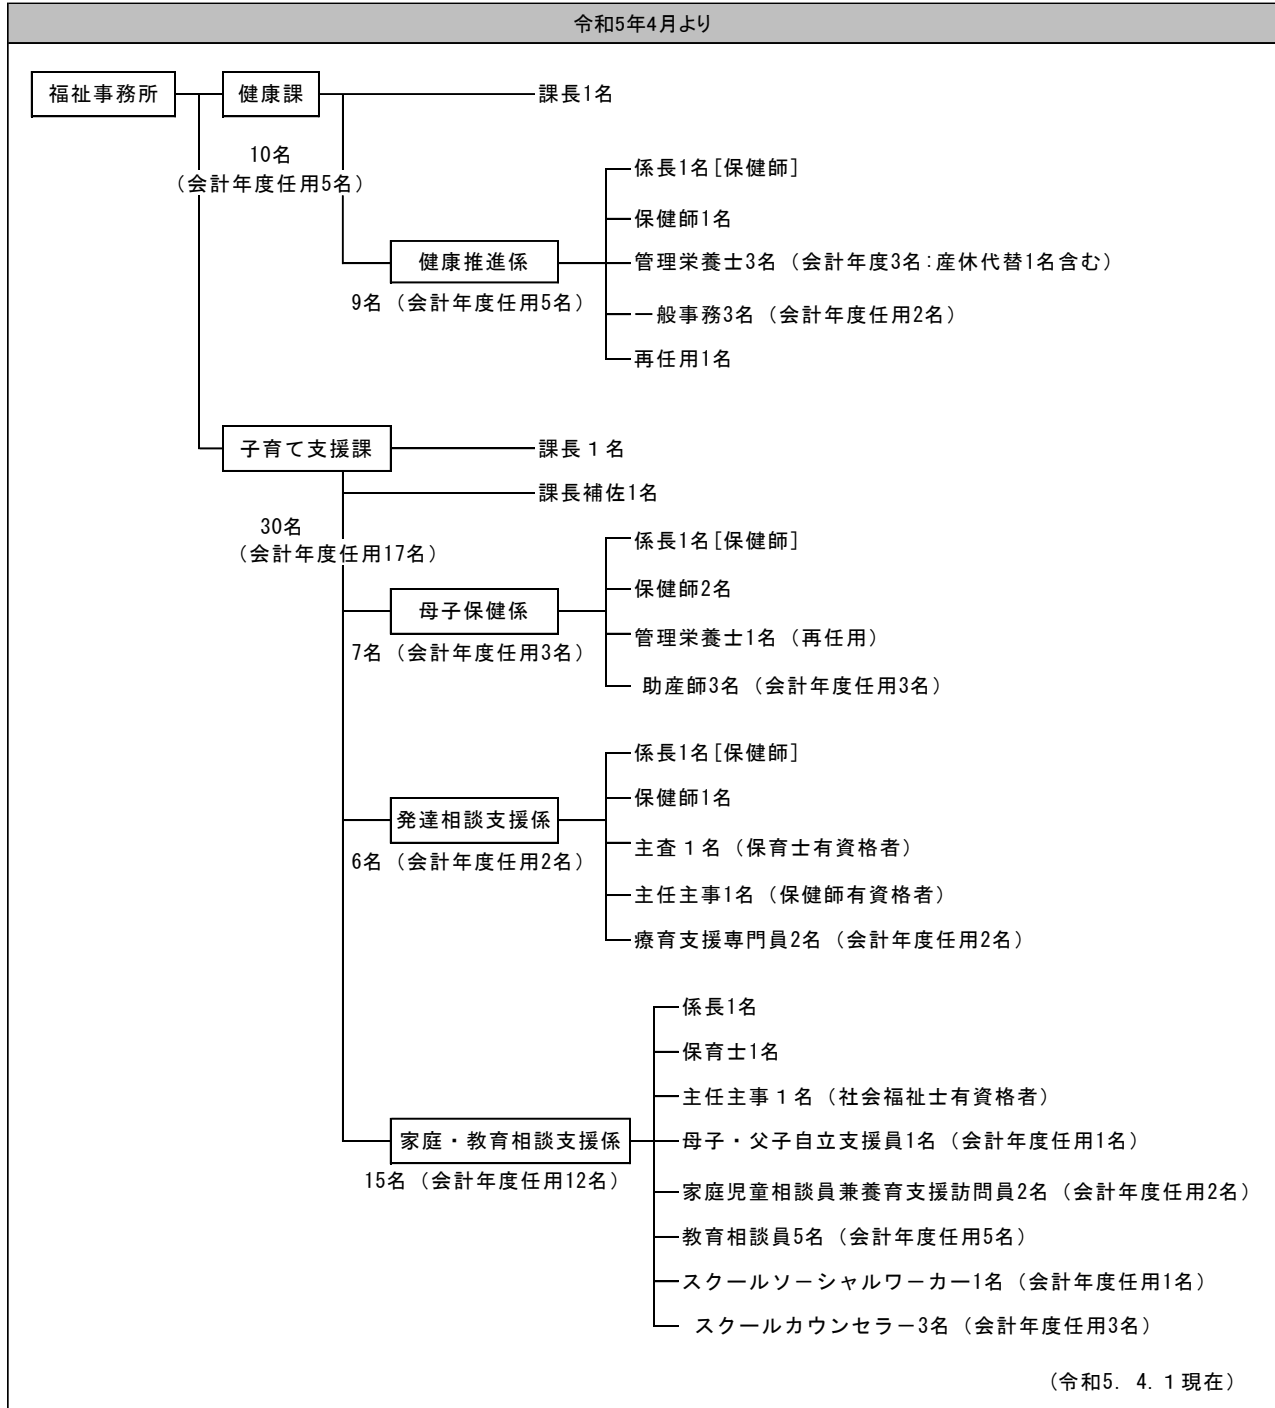 令和5年4月より
福祉事務所 健康課 課長1名
10名
（会計年度任用5名）
係長1名[保健師]
保健師1名
健康推進係 管理栄養士3名（会計年度3名：産休代替1名含む）
9名（会計年度任用5名）
一般事務3名（会計年度任用2名）
再任用1名
子育て支援課 課長１名
課長補佐1名
30名
（会計年度任用17名）
係長1名[保健師]
保健師2名
母子保健係
管理栄養士1名（再任用）
7名（会計年度任用3名）
助産師3名（会計年度任用3名）
係長1名[保健師]
保健師1名
発達相談支援係
主査１名（保育士有資格者）
6名（会計年度任用2名）
主任主事1名（保健師有資格者）
療育支援専門員2名（会計年度任用2名）
係長1名
保育士1名
主任主事１名（社会福祉士有資格者）
家庭・教育相談支援係 母子・父子自立支援員1名（会計年度任用1名）
15名（会計年度任用12名）
家庭児童相談員兼養育支援訪問員2名（会計年度任用2名）
教育相談員5名（会計年度任用5名）
スクールソーシャルワーカー1名（会計年度任用1名）
スクールカウンセラー3名（会計年度任用3名）
（令和5．4．１現在）